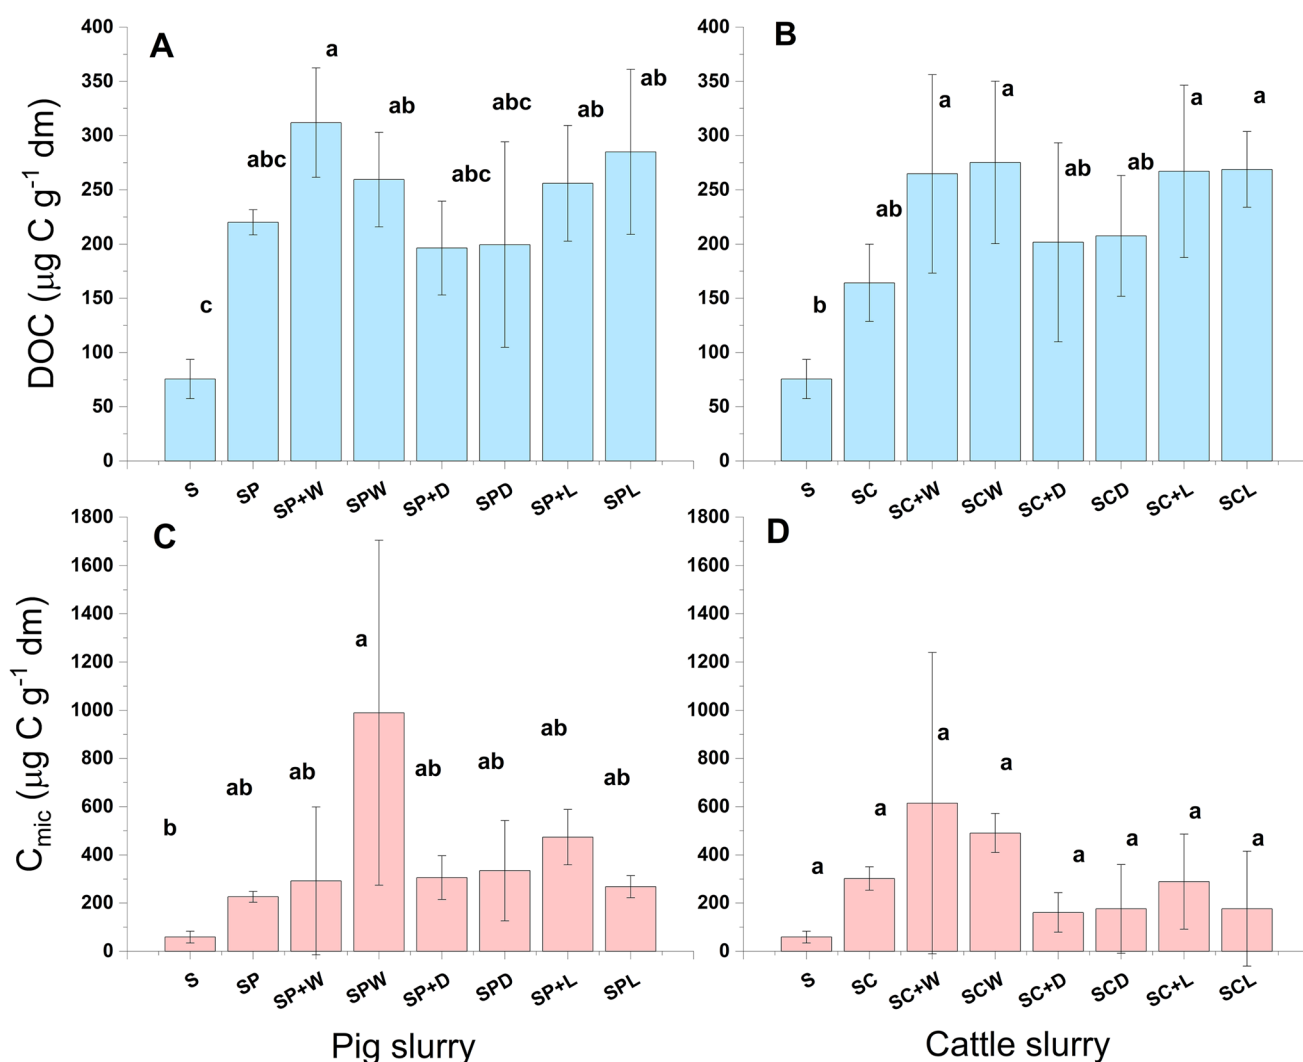 A
B
DOC (μg C g⁻¹ dm)
400
350
300
250
200
150
100
50
0
c
abc
a
ab
abc
abc
ab
ab
S
SP
SP+W
SPW
SP+D
SPD
SP+L
SPL
400
350
300
250
200
150
100
50
0
b
ab
a
a
ab
ab
a
a
S
SC
SC+W
SCW
SC+D
SCD
SC+L
SCL
C
D
Cmic (μg C g⁻¹ dm)
1800
1600
1400
1200
1000
800
600
400
200
0
b
ab
ab
a
ab
ab
ab
ab
S
SP
SP+W
SPW
SP+D
SPD
SP+L
SPL
Pig slurry
1800
1600
1400
1200
1000
800
600
400
200
0
a
a
a
a
a
a
a
a
S
SC
SC+W
SCW
SC+D
SCD
SC+L
SCL
Cattle slurry